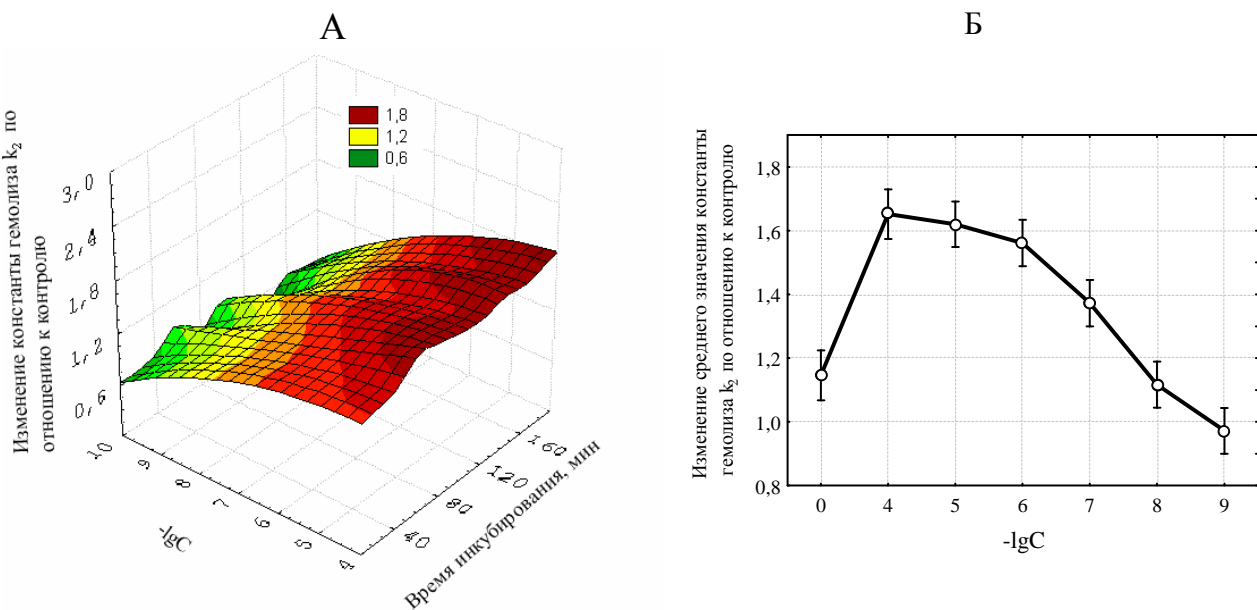 А
Изменение константы гемолиза k2 по
отношению к контролю
3,0
2,4
1,8
1,2
0,6
1,8
1,2
0,6
10
9
8
7
6
5
4
-lgC
40
80
120
160
Время инкубирования, мин
Б
Изменение среднего значения константы
гемолиза k2 по отношению к контролю
1,8
1,6
1,4
1,2
1,0
0,8
0 4 5 6 7 8 9
-lgC